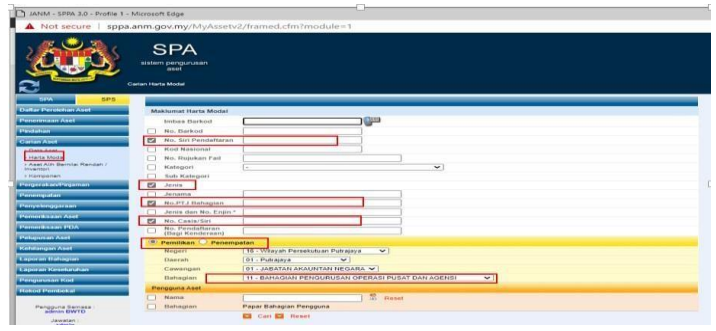 JANM - SPPA 3.0 - Profile 1 - Microsoft Edge
Not secure | sppa.anm.gov.my/MyAssetv2/framed.cfm?module=1
SPA
sistem pengurusan
aset
Carian Harta Modal
SPA SPS
Daftar Perolehan Aset
Penerimaan Aset
Pindahan
Carian Aset
Harta Modal
> Aset Alih Bernilai Rendah /
Inventori
> Komponen
Pergerakan/Pinjaman
Penempatan
Penyelenggaraan
Pemeriksaan Aset
Pemeriksaan PDA
Pelupusan Aset
Kehilangan Aset
Laporan Bahagian
Laporan Keseluruhan
Pengurusan Kod
Rekod Pembekal
Pengguna Semasa :
admin BWTD
Jawatan :
admin
Maklumat Harta Modal
Imbas Barkod
No. Barkod
No. Siri Pendaftaran
Kod Nasional
No. Rujukan Fail
Kategori -
Sub Kategori
Jenis
Jenama
No.PTJ Bahagian
Jenis dan No. Enjin *
No. Casis/Siri
No. Pendaftaran
(Bagi Kenderaan)
Pemilikan Penempatan
Negeri 16 - Wilayah Persekutuan Putrajaya
Daerah 01 - Putrajaya
Cawangan 01 - JABATAN AKAUNTAN NEGARA
Bahagian 11 - BAHAGIAN PENGURUSAN OPERASI PUSAT DAN AGENSI
Pengguna Aset
Nama Reset
Bahagian Papar Bahagian Pengguna
Cari Reset